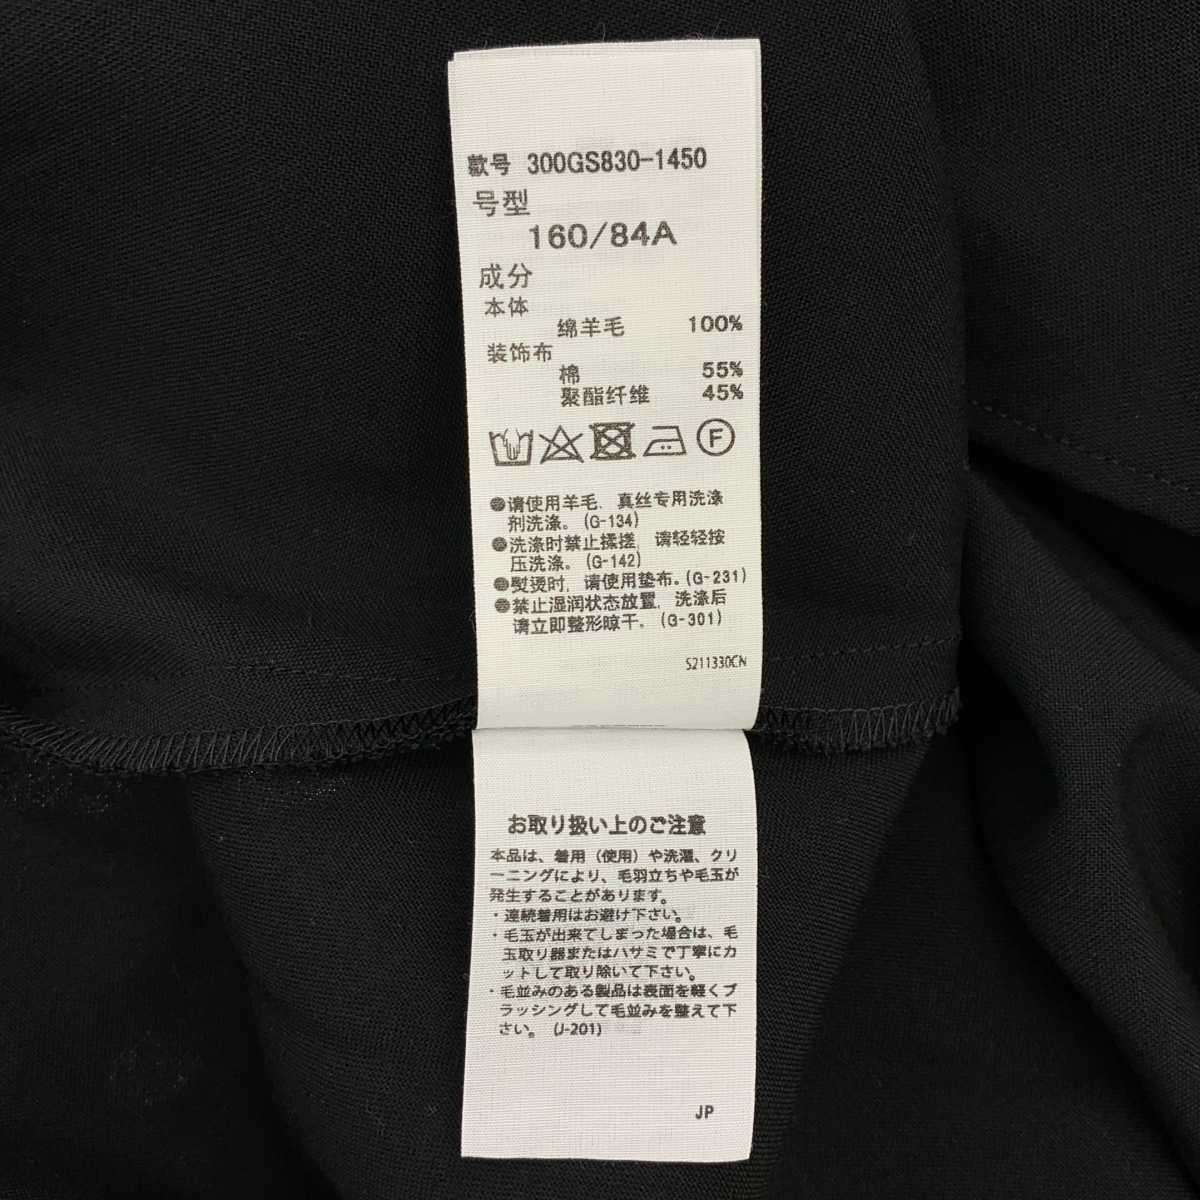 款号 300GS830-1450
号型
160/84A
成分
本体
绵羊毛 100%
装饰布
棉 55%
聚酯纤维 45%
F
●请使用羊毛，真丝专用洗涤
剂洗涤。(G-134)
●洗涤时禁止揉搓，请轻轻按
压洗涤。(G-142)
●熨烫时，请使用垫布。(G-231)
●禁止湿润状态放置，洗涤后
请立即整形晾干。(G-301)
S211330CN
お取り扱い上のご注意
本品は、着用（使用）や洗濯、クリ
ーニングにより、毛羽立ちや毛玉が
発生することがあります。
・連続着用はお避け下さい。
・毛玉が出来てしまった場合は、毛
玉取り器またはハサミで丁寧にカ
ットして取り除いて下さい。
・毛並みのある製品は表面を軽くブ
ラッシングして毛並みを整えて下
さい。 (J-201)
JP